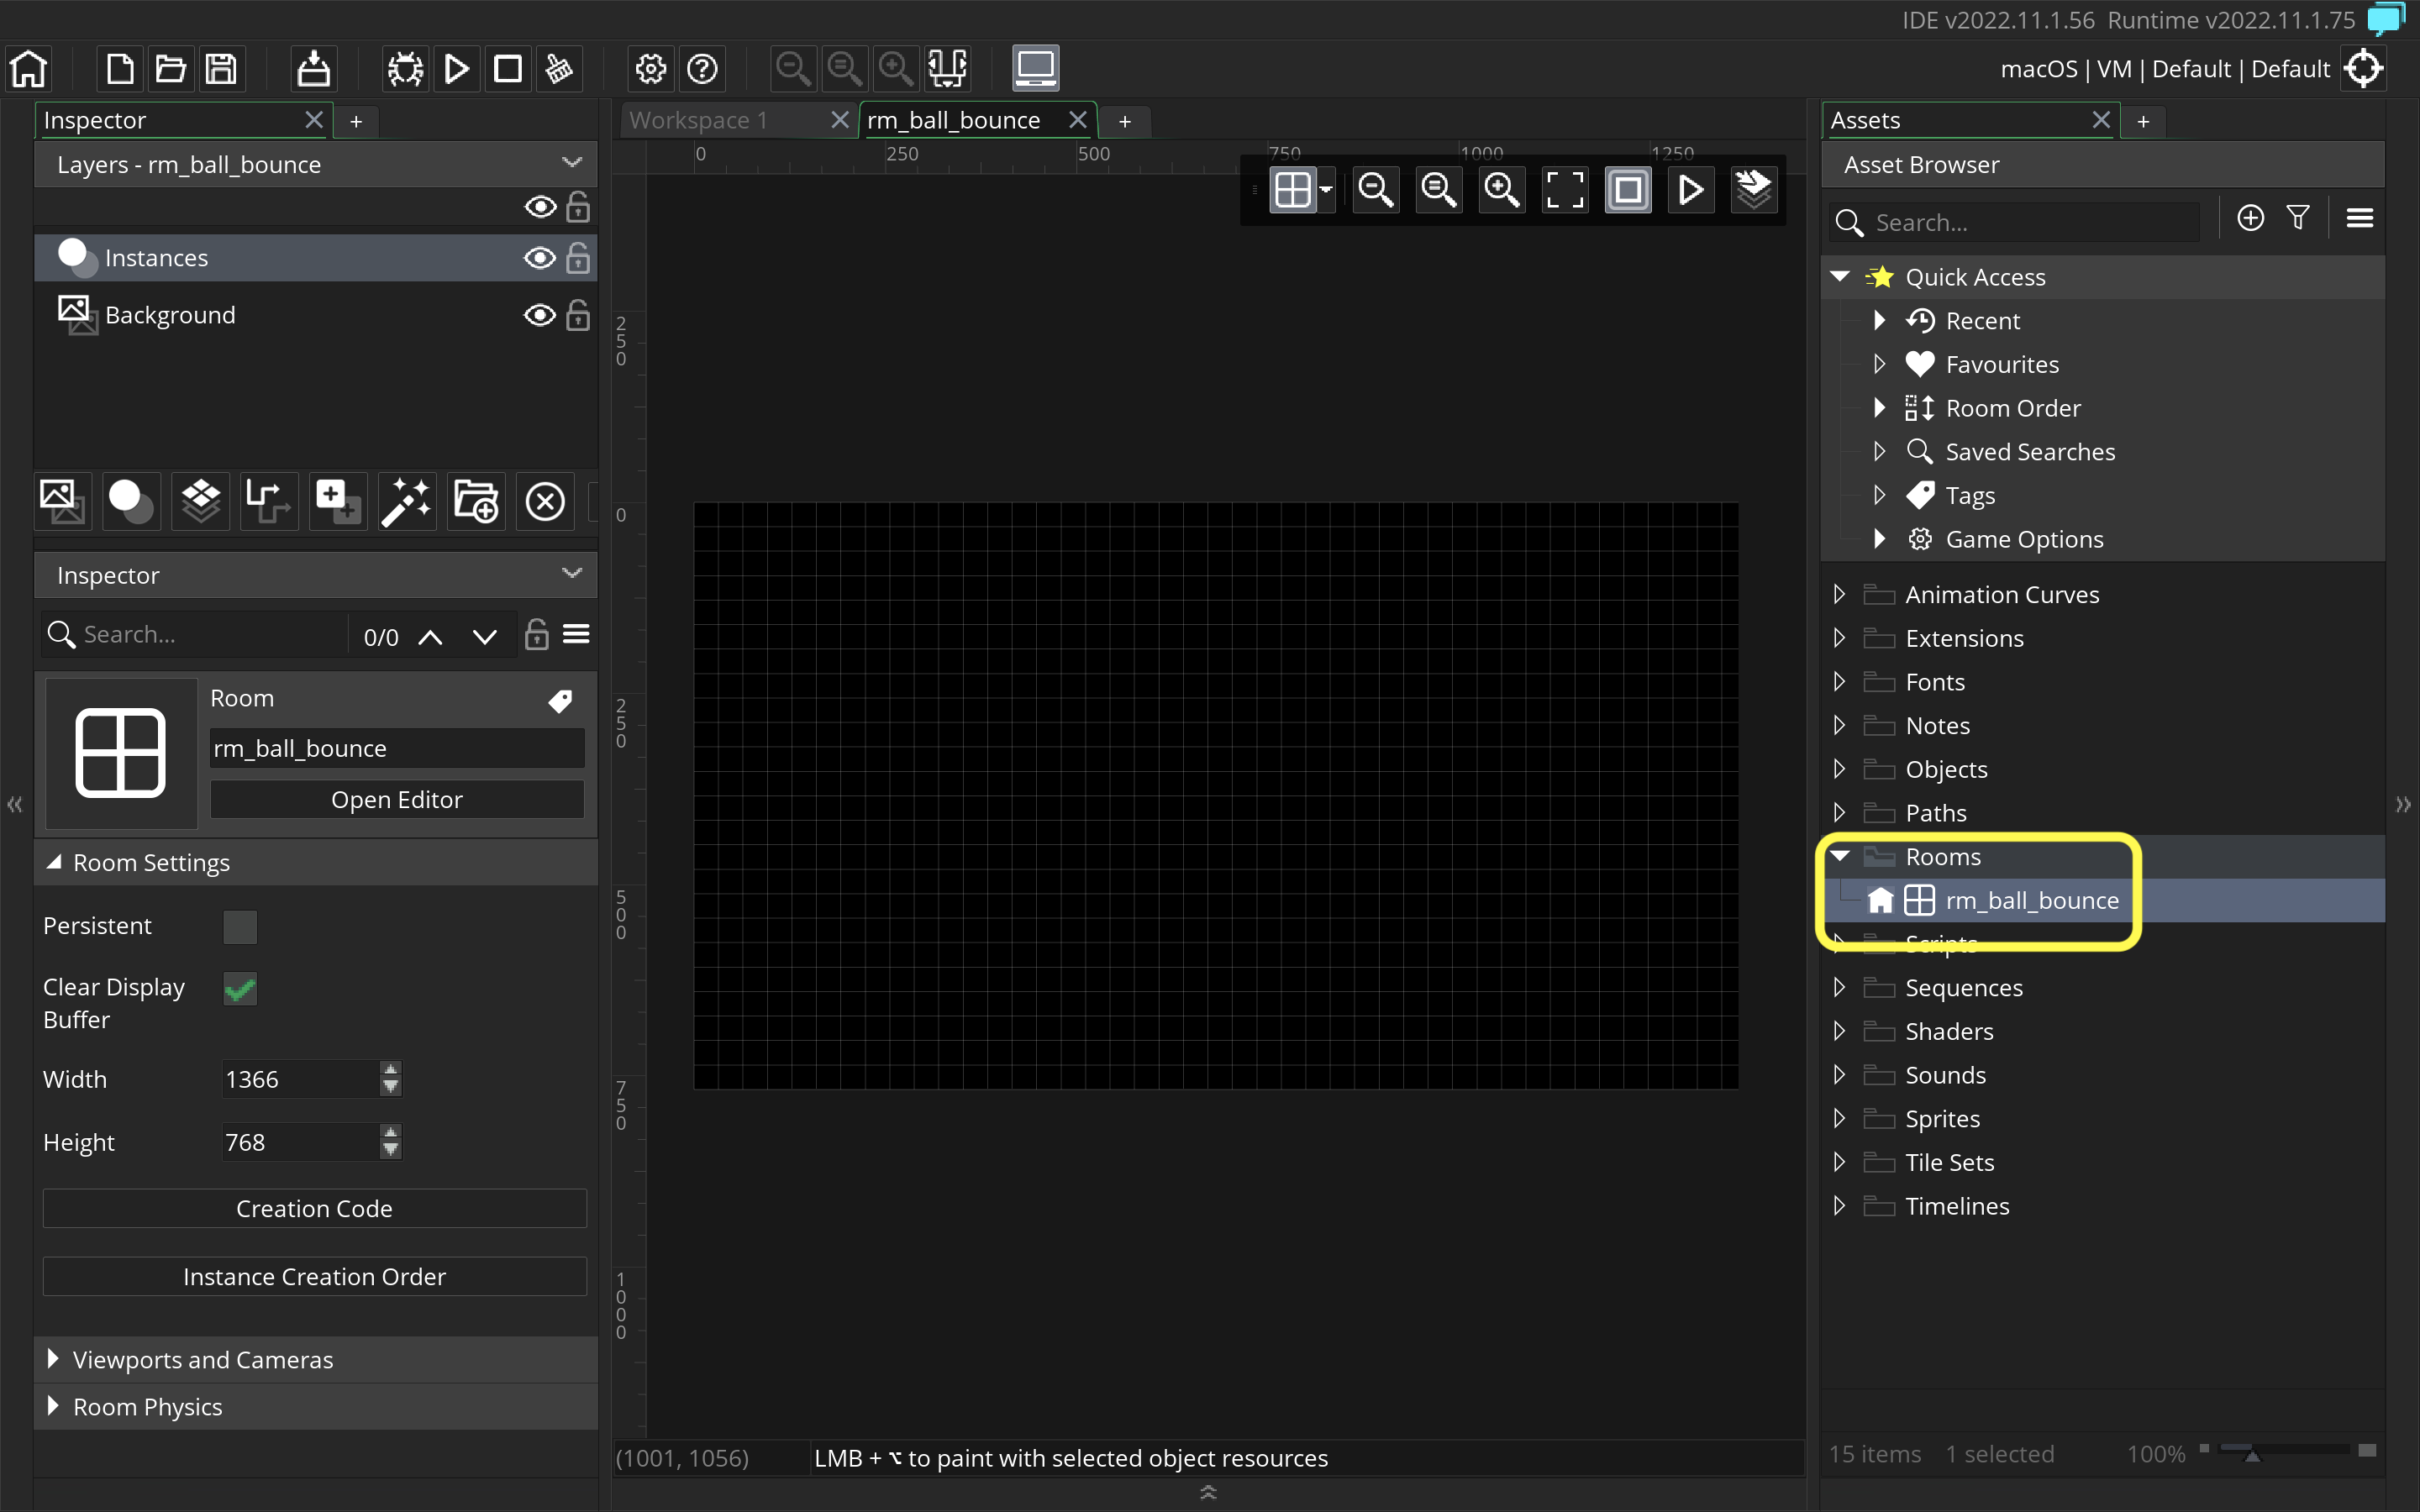 IDE v2022.11.1.56 Runtime v2022.11.1.75
macOS | VM | Default | Default
Inspector
+
Layers - rm_ball_bounce
Instances
Background
Inspector
Search...
0/0
Room
rm_ball_bounce
Open Editor
Room Settings
Persistent
Clear Display
Buffer
Width
1366
Height
768
Creation Code
Instance Creation Order
Viewports and Cameras
Room Physics
Workspace 1
rm_ball_bounce
+
0
250
500
750
1000
1250
250
0
250
500
750
1000
(1001, 1056)
LMB + ⌥ to paint with selected object resources
Assets
+
Asset Browser
Search...
Quick Access
Recent
Favourites
Room Order
Saved Searches
Tags
Game Options
Animation Curves
Extensions
Fonts
Notes
Objects
Paths
Rooms
rm_ball_bounce
Scripts
Sequences
Shaders
Sounds
Sprites
Tile Sets
Timelines
15 items 1 selected
100%